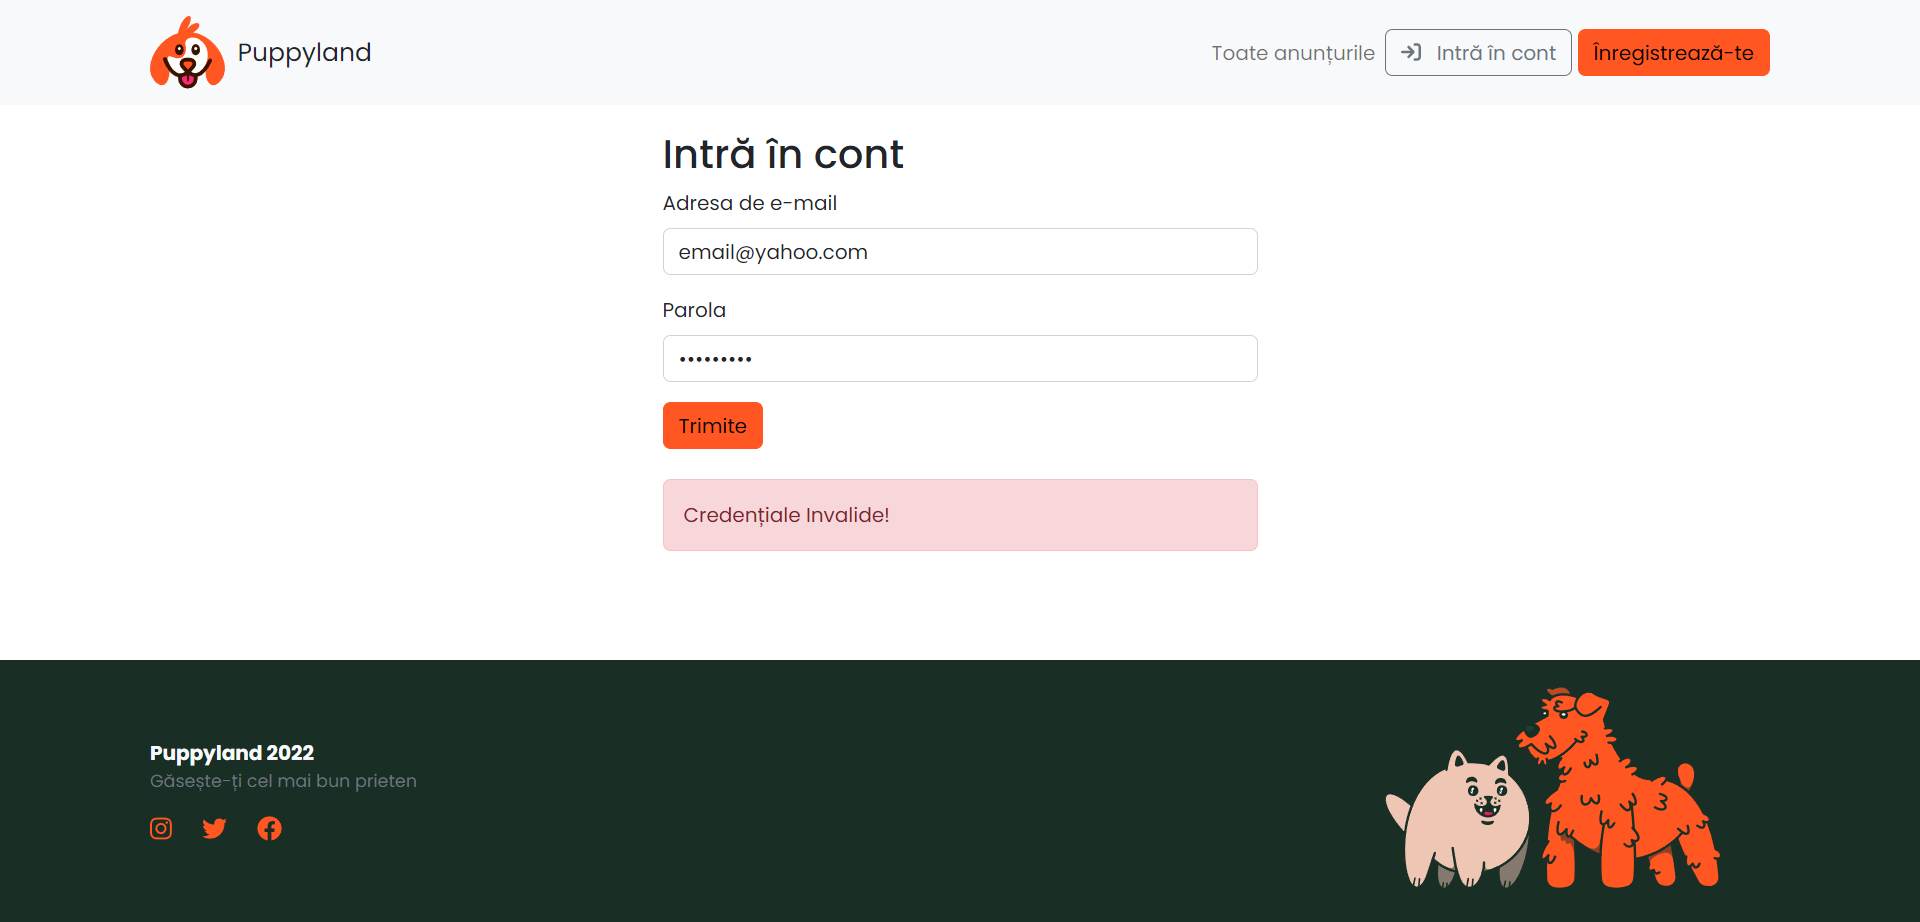 Puppyland
Toate anunțurile
Intră în cont
Înregistrează-te
Intră în cont
Adresa de e-mail
email@yahoo.com
Parola
•••••••••
Trimite
Credențiale Invalide!
Puppyland 2022
Găsește-ți cel mai bun prieten